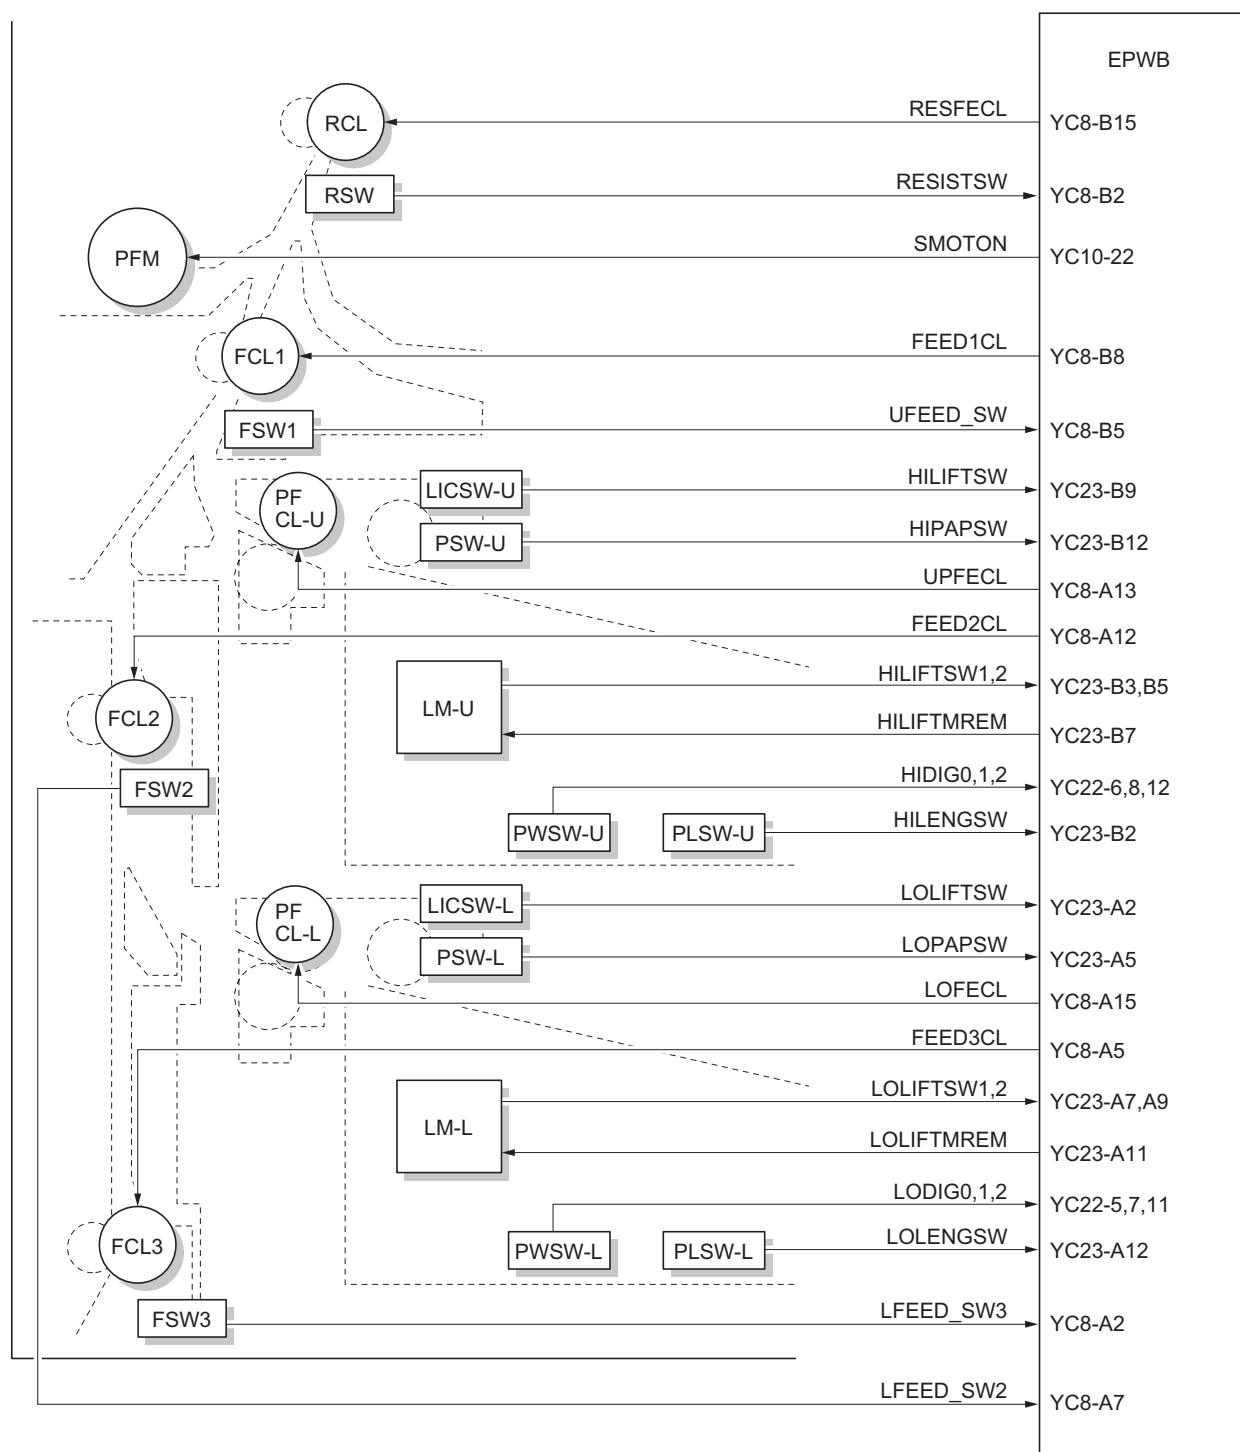 EPWB
RCL
RESFECL
YC8-B15
RSW
RESISTSW
YC8-B2
PFM
SMOTON
YC10-22
FCL1
FEED1CL
YC8-B8
FSW1
UFEED_SW
YC8-B5
PF
CL-U
LICSW-U
HILIFTSW
YC23-B9
PSW-U
HIPAPSW
YC23-B12
UPFECL
YC8-A13
FEED2CL
YC8-A12
FCL2
LM-U
HILIFTSW1,2
YC23-B3,B5
HILIFTMREM
YC23-B7
FSW2
HIDIG0,1,2
YC22-6,8,12
PWSW-U
PLSW-U
HILENGSW
YC23-B2
PF
CL-L
LICSW-L
LOLIFTSW
YC23-A2
PSW-L
LOPAPSW
YC23-A5
LOFECL
YC8-A15
FEED3CL
YC8-A5
LM-L
LOLIFTSW1,2
YC23-A7,A9
LOLIFTMREM
YC23-A11
LODIG0,1,2
YC22-5,7,11
FCL3
PWSW-L
PLSW-L
LOLENGSW
YC23-A12
FSW3
LFEED_SW3
YC8-A2
LFEED_SW2
YC8-A7